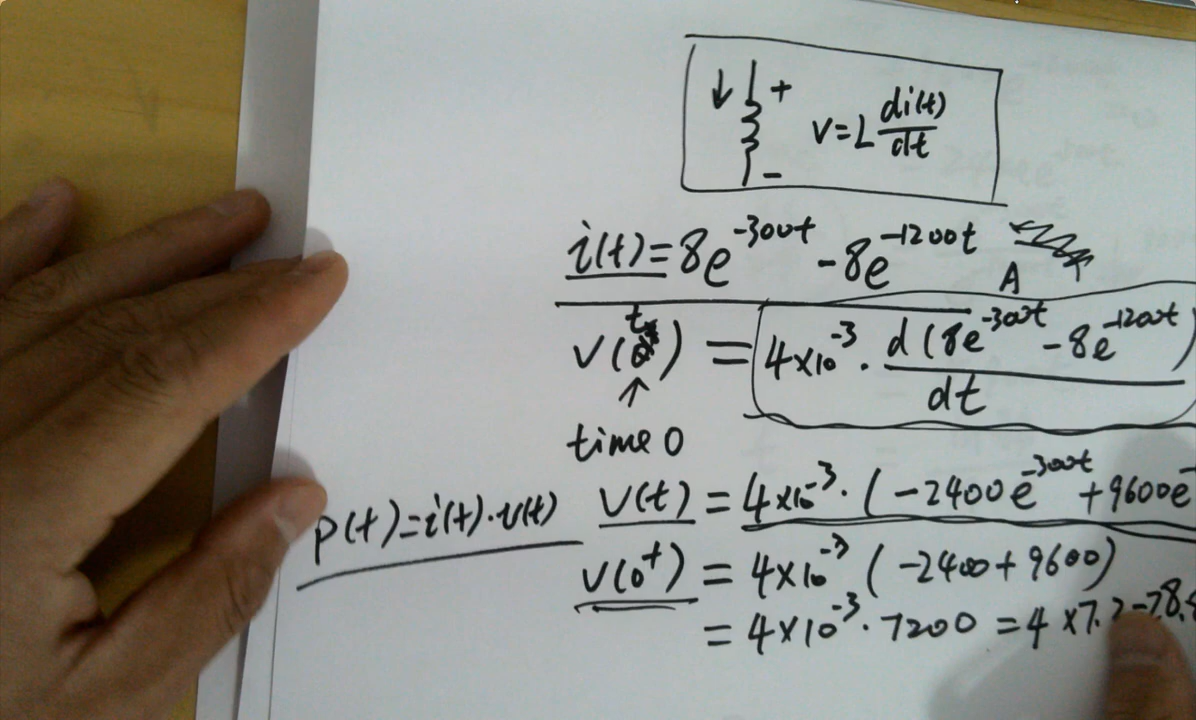 ↓ + v=L di(t)/dt
−
i(t)=8e^-300t -8e^-1200t A
v(t) = 4×10^-3 · d(8e^-300t -8e^-1200t)/dt
↑
time 0
v(t) = 4×10^-3 · (-2400e^-300t +9600e^-
p(t)=i(t)·v(t)
v(0^+) = 4×10^-3 (-2400+9600)
= 4×10^-3 · 7200 = 4 ×7.2